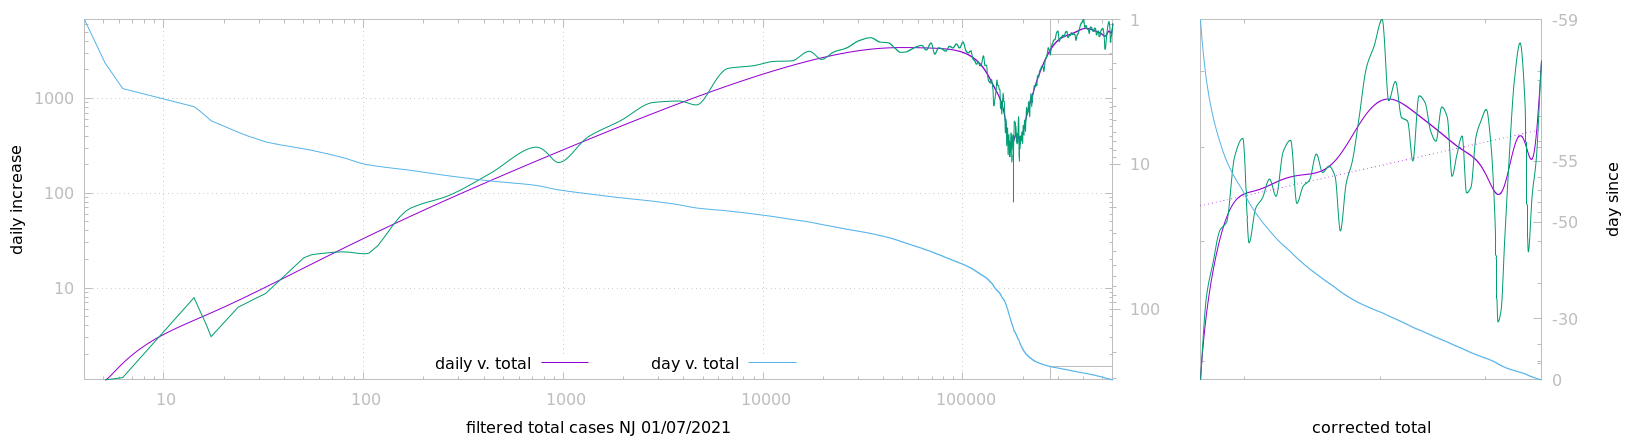 daily increase
1000
100
10
daily v. total
day v. total
10
100
1000
10000
100000
filtered total cases NJ 01/07/2021
1
10
100
-59
-55
-50
-30
0
day since
corrected total